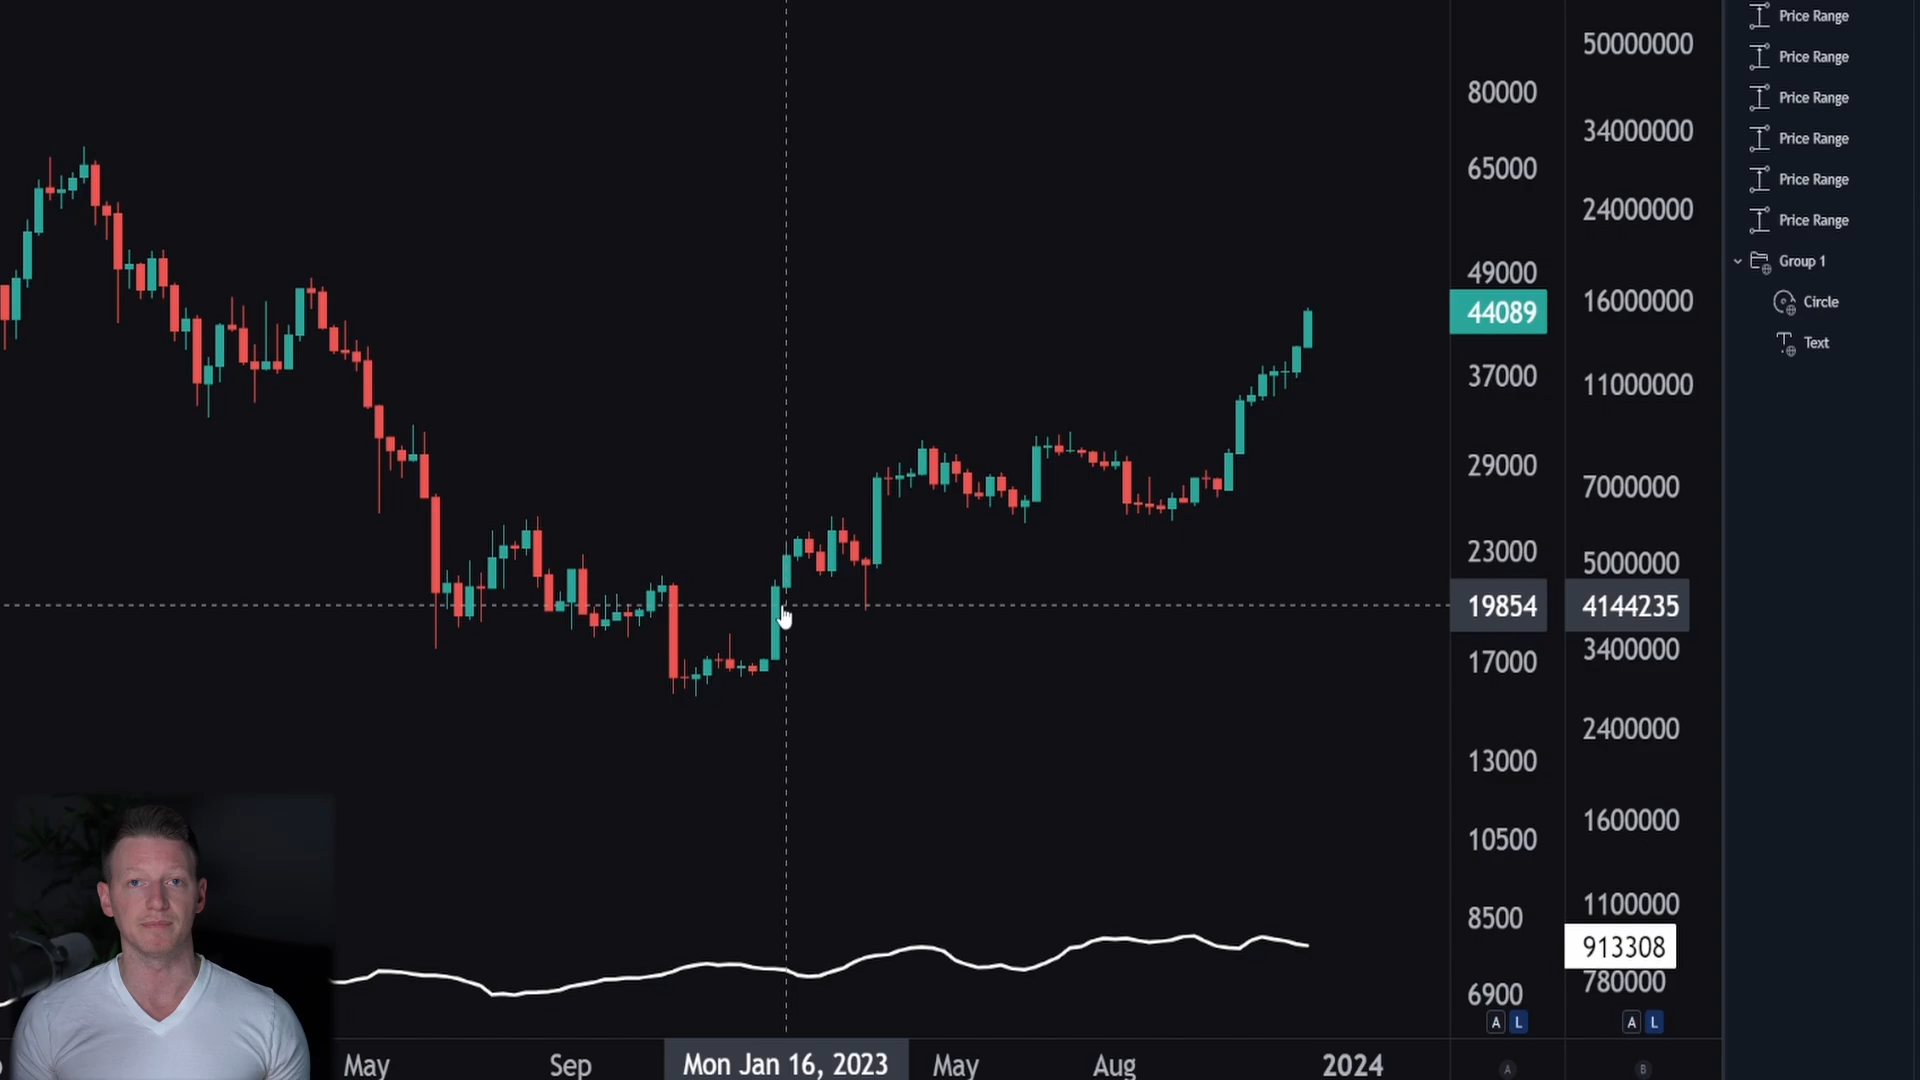 80000
65000
49000
44089
37000
29000
23000
19854
17000
13000
10500
8500
6900
A L
50000000
34000000
24000000
16000000
11000000
7000000
5000000
4144235
3400000
2400000
1600000
1100000
913308
780000
A L
Price Range
Price Range
Price Range
Price Range
Price Range
Price Range
Group 1
Circle
Text
May
Sep
Mon Jan 16, 2023
May
Aug
2024
A
B